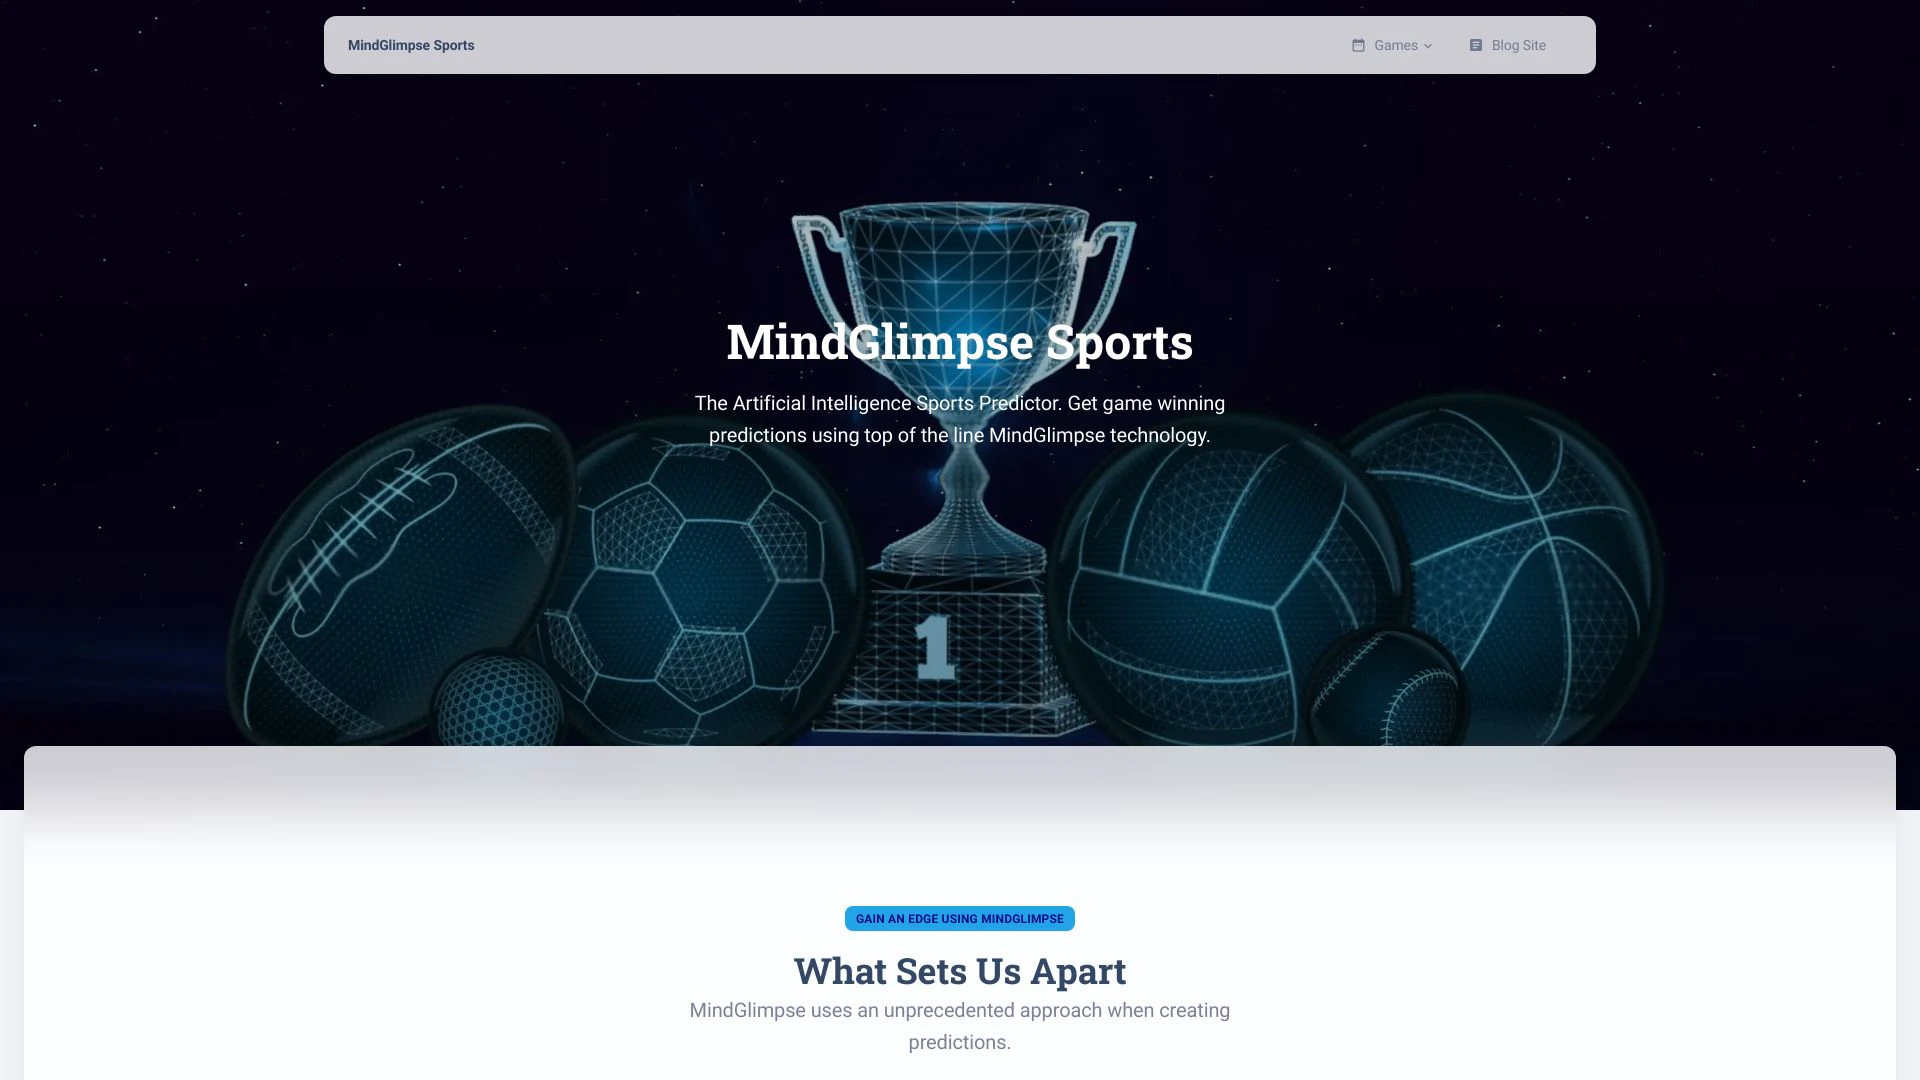 MindGlimpse Sports
Games
Blog Site
MindGlimpse Sports
The Artificial Intelligence Sports Predictor. Get game winning
predictions using top of the line MindGlimpse technology.
1
GAIN AN EDGE USING MINDGLIMPSE
What Sets Us Apart
MindGlimpse uses an unprecedented approach when creating
predictions.